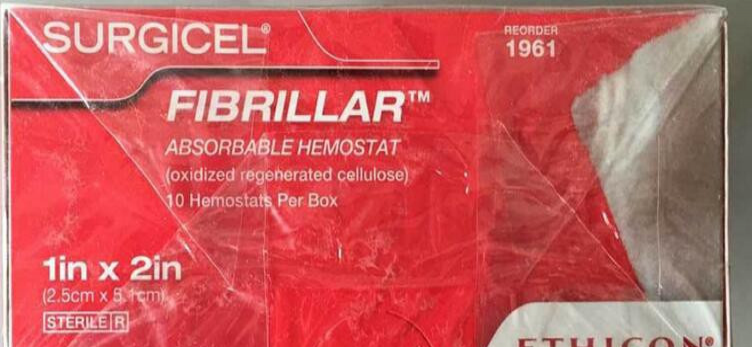 SURGICEL®
REORDER
1961
FIBRILLAR™
ABSORBABLE HEMOSTAT
(oxidized regenerated cellulose)
10 Hemostats Per Box
1in x 2in
(2.5cm x 5.1cm)
STERILE R
ETHICON®